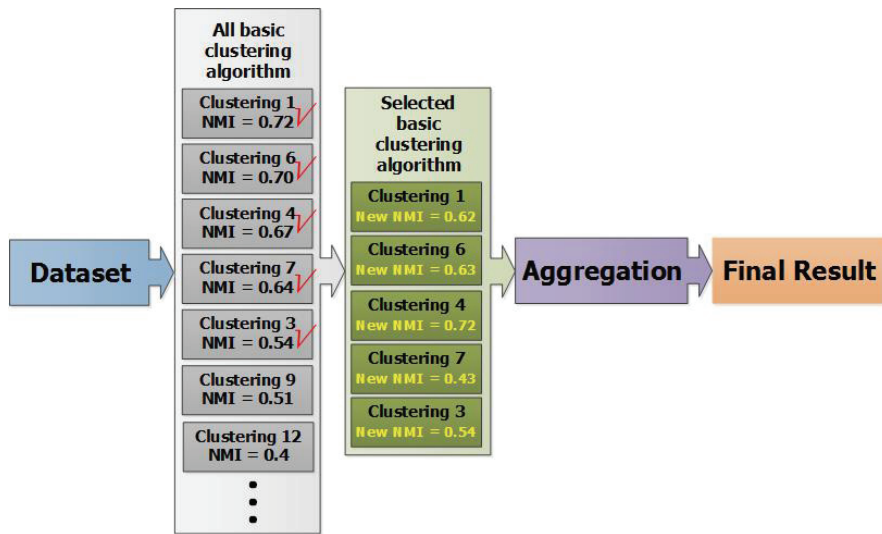 Dataset
All basic
clustering
algorithm
Clustering 1
NMI = 0.72
Clustering 6
NMI = 0.70
Clustering 4
NMI = 0.67
Clustering 7
NMI = 0.64
Clustering 3
NMI = 0.54
Clustering 9
NMI = 0.51
Clustering 12
NMI = 0.4
Selected
basic
clustering
algorithm
Clustering 1
New NMI = 0.62
Clustering 6
New NMI = 0.63
Clustering 4
New NMI = 0.72
Clustering 7
New NMI = 0.43
Clustering 3
New NMI = 0.54
Aggregation
Final Result